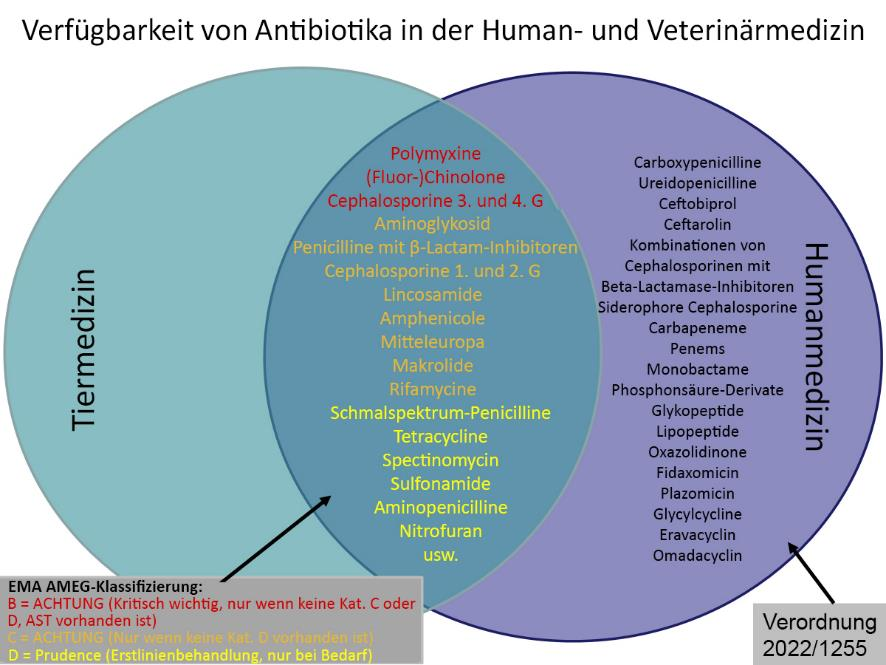 Verfügbarkeit von Antibiotika in der Human- und Veterinärmedizin
Tiermedizin
Polymyxine
(Fluor-)Chinolone
Cephalosporine 3. und 4. G
Aminoglykosid
Penicilline mit β-Lactam-Inhibitoren
Cephalosporine 1. und 2. G
Lincosamide
Amphenicole
Mitteleuropa
Makrolide
Rifamycine
Schmalspektrum-Penicilline
Tetracycline
Spectinomycin
Sulfonamide
Aminopenicilline
Nitrofuran
usw.
Carboxypenicilline
Ureidopenicilline
Ceftobiprol
Ceftarolin
Kombinationen von
Cephalosporinen mit
Beta-Lactamase-Inhibitoren
Siderophore Cephalosporine
Carbapeneme
Penems
Monobactame
Phosphonsäure-Derivate
Glykopeptide
Lipopeptide
Oxazolidinone
Fidaxomicin
Plazomicin
Glycylcycline
Eravacyclin
Omadacyclin
Humanmedizin
EMA AMEG-Klassifizierung:
B = ACHTUNG (Kritisch wichtig, nur wenn keine Kat. C oder
D, AST vorhanden ist)
C = ACHTUNG (Nur wenn keine Kat. D vorhanden ist)
D = Prudence (Erstlinienbehandlung, nur bei Bedarf)
Verordnung
2022/1255